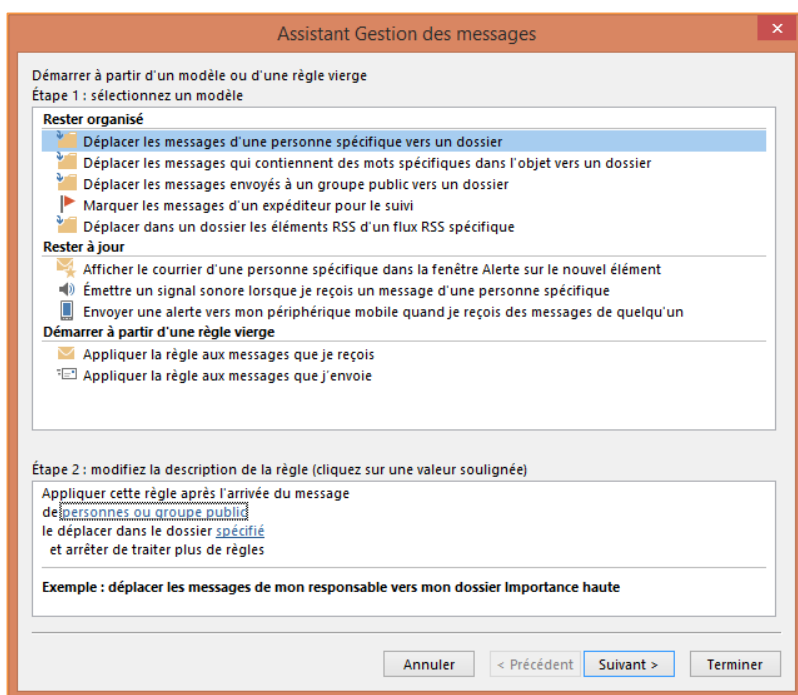 Assistant Gestion des messages
Démarrer à partir d'un modèle ou d'une règle vierge
Étape 1 : sélectionnez un modèle
Rester organisé
Déplacer les messages d'une personne spécifique vers un dossier
Déplacer les messages qui contiennent des mots spécifiques dans l'objet vers un dossier
Déplacer les messages envoyés à un groupe public vers un dossier
Marquer les messages d'un expéditeur pour le suivi
Déplacer dans un dossier les éléments RSS d'un flux RSS spécifique
Rester à jour
Afficher le courrier d'une personne spécifique dans la fenêtre Alerte sur le nouvel élément
Émettre un signal sonore lorsque je reçois un message d'une personne spécifique
Envoyer une alerte vers mon périphérique mobile quand je reçois des messages de quelqu'un
Démarrer à partir d'une règle vierge
Appliquer la règle aux messages que je reçois
Appliquer la règle aux messages que j'envoie
Étape 2 : modifiez la description de la règle (cliquez sur une valeur soulignée)
Appliquer cette règle après l'arrivée du message
de personnes ou groupe public
le déplacer dans le dossier spécifié
et arrêter de traiter plus de règles
Exemple : déplacer les messages de mon responsable vers mon dossier Importance haute
Annuler < Précédent Suivant > Terminer